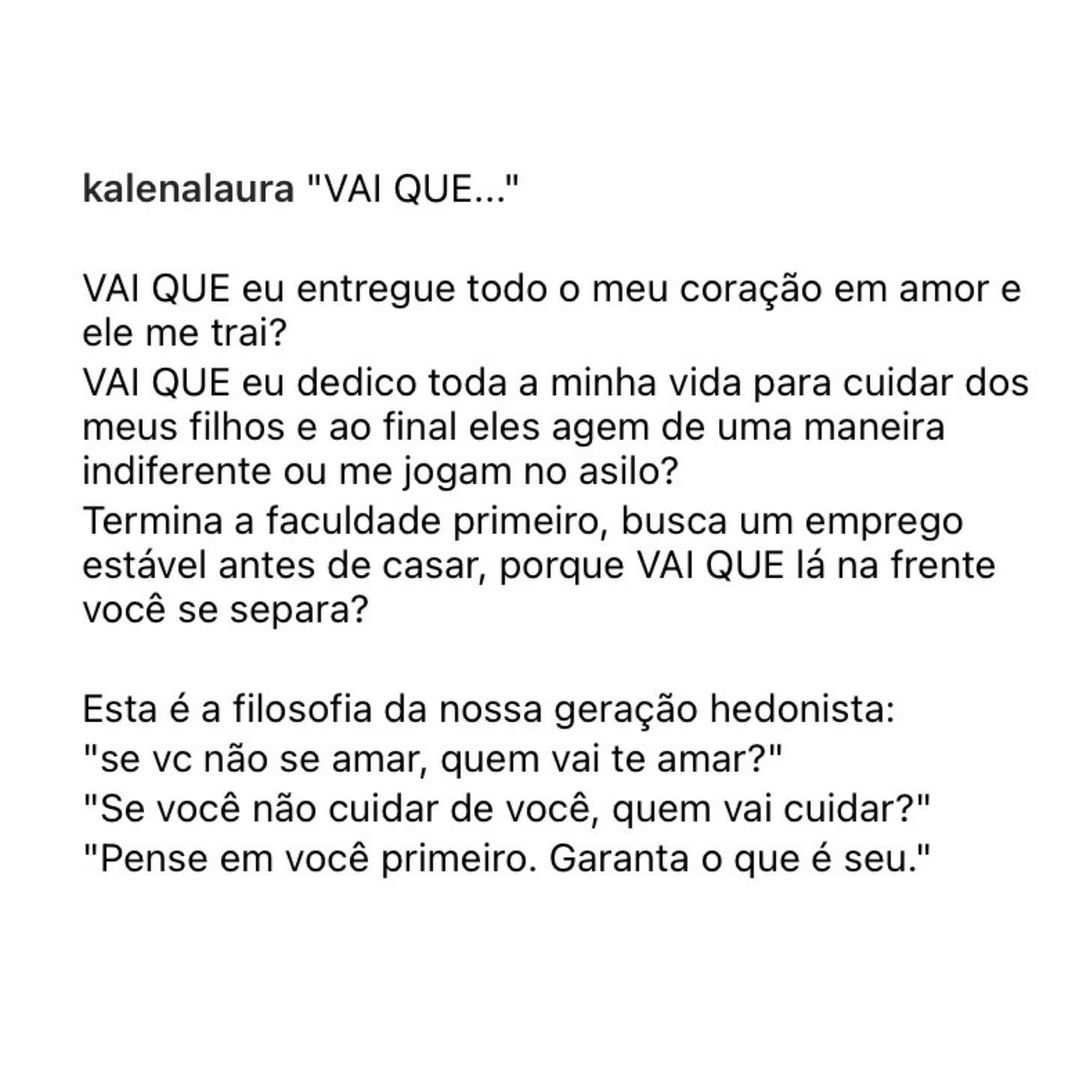 kalenalaura "VAI QUE..."
VAI QUE eu entregue todo o meu coração em amor e
ele me trai?
VAI QUE eu dedico toda a minha vida para cuidar dos
meus filhos e ao final eles agem de uma maneira
indiferente ou me jogam no asilo?
Termina a faculdade primeiro, busca um emprego
estável antes de casar, porque VAI QUE lá na frente
você se separa?
Esta é a filosofia da nossa geração hedonista:
"se vc não se amar, quem vai te amar?"
"Se você não cuidar de você, quem vai cuidar?"
"Pense em você primeiro. Garanta o que é seu."